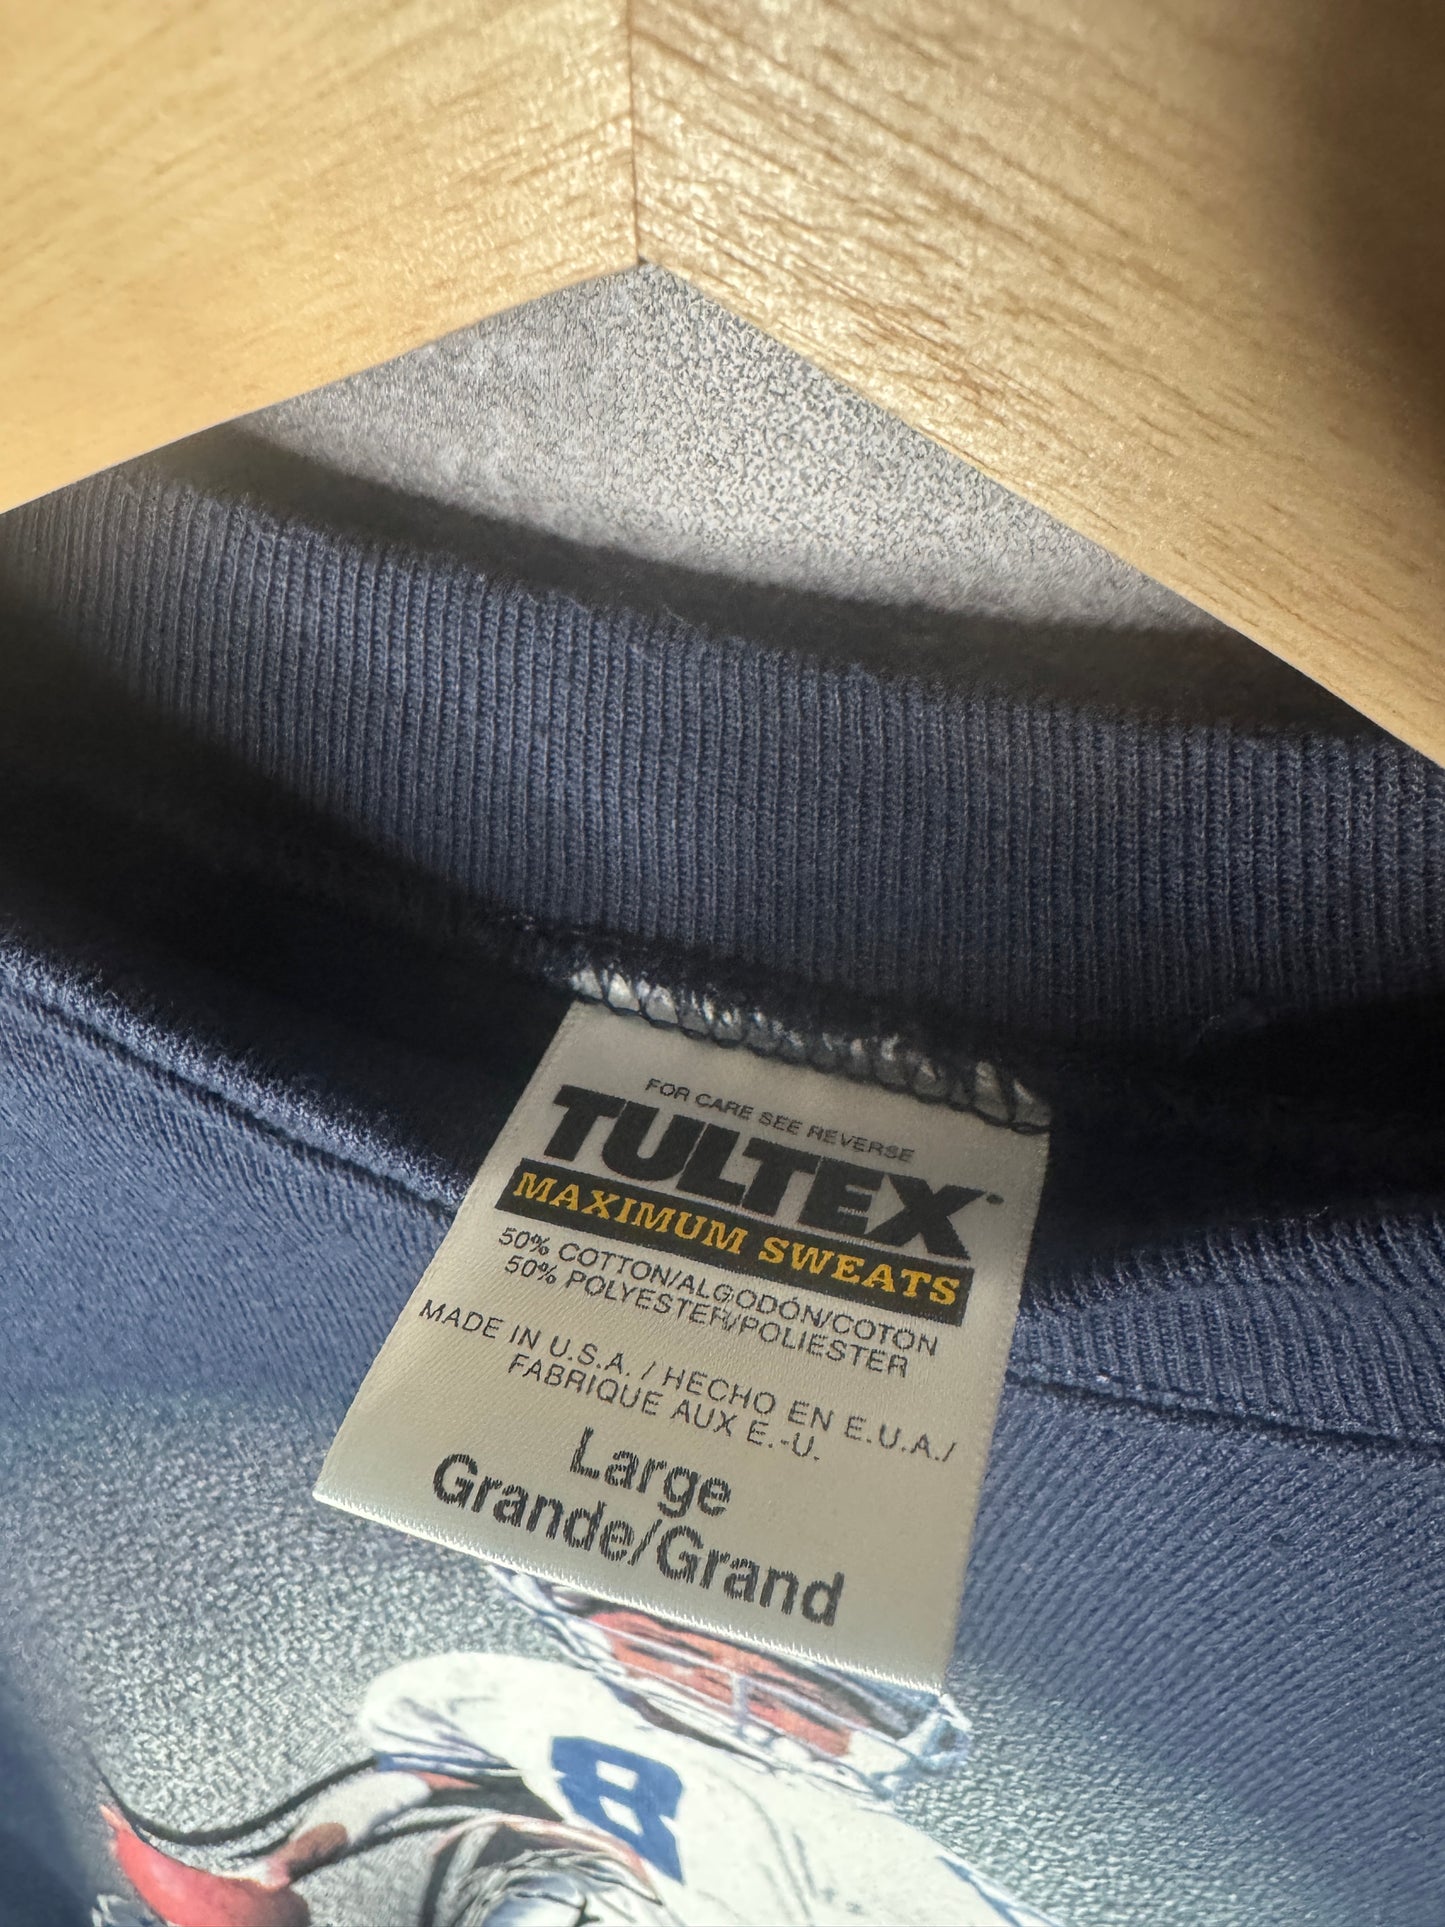 FOR CARE SEE REVERSE
TULTEX
MAXIMUM SWEATS
50% COTTON/ALGODÓN/COTON
50% POLYESTER/POLIESTER
MADE IN U.S.A. / HECHO EN E.U.A./
FABRIQUE AUX E.-U.
Large
Grande/Grand
8